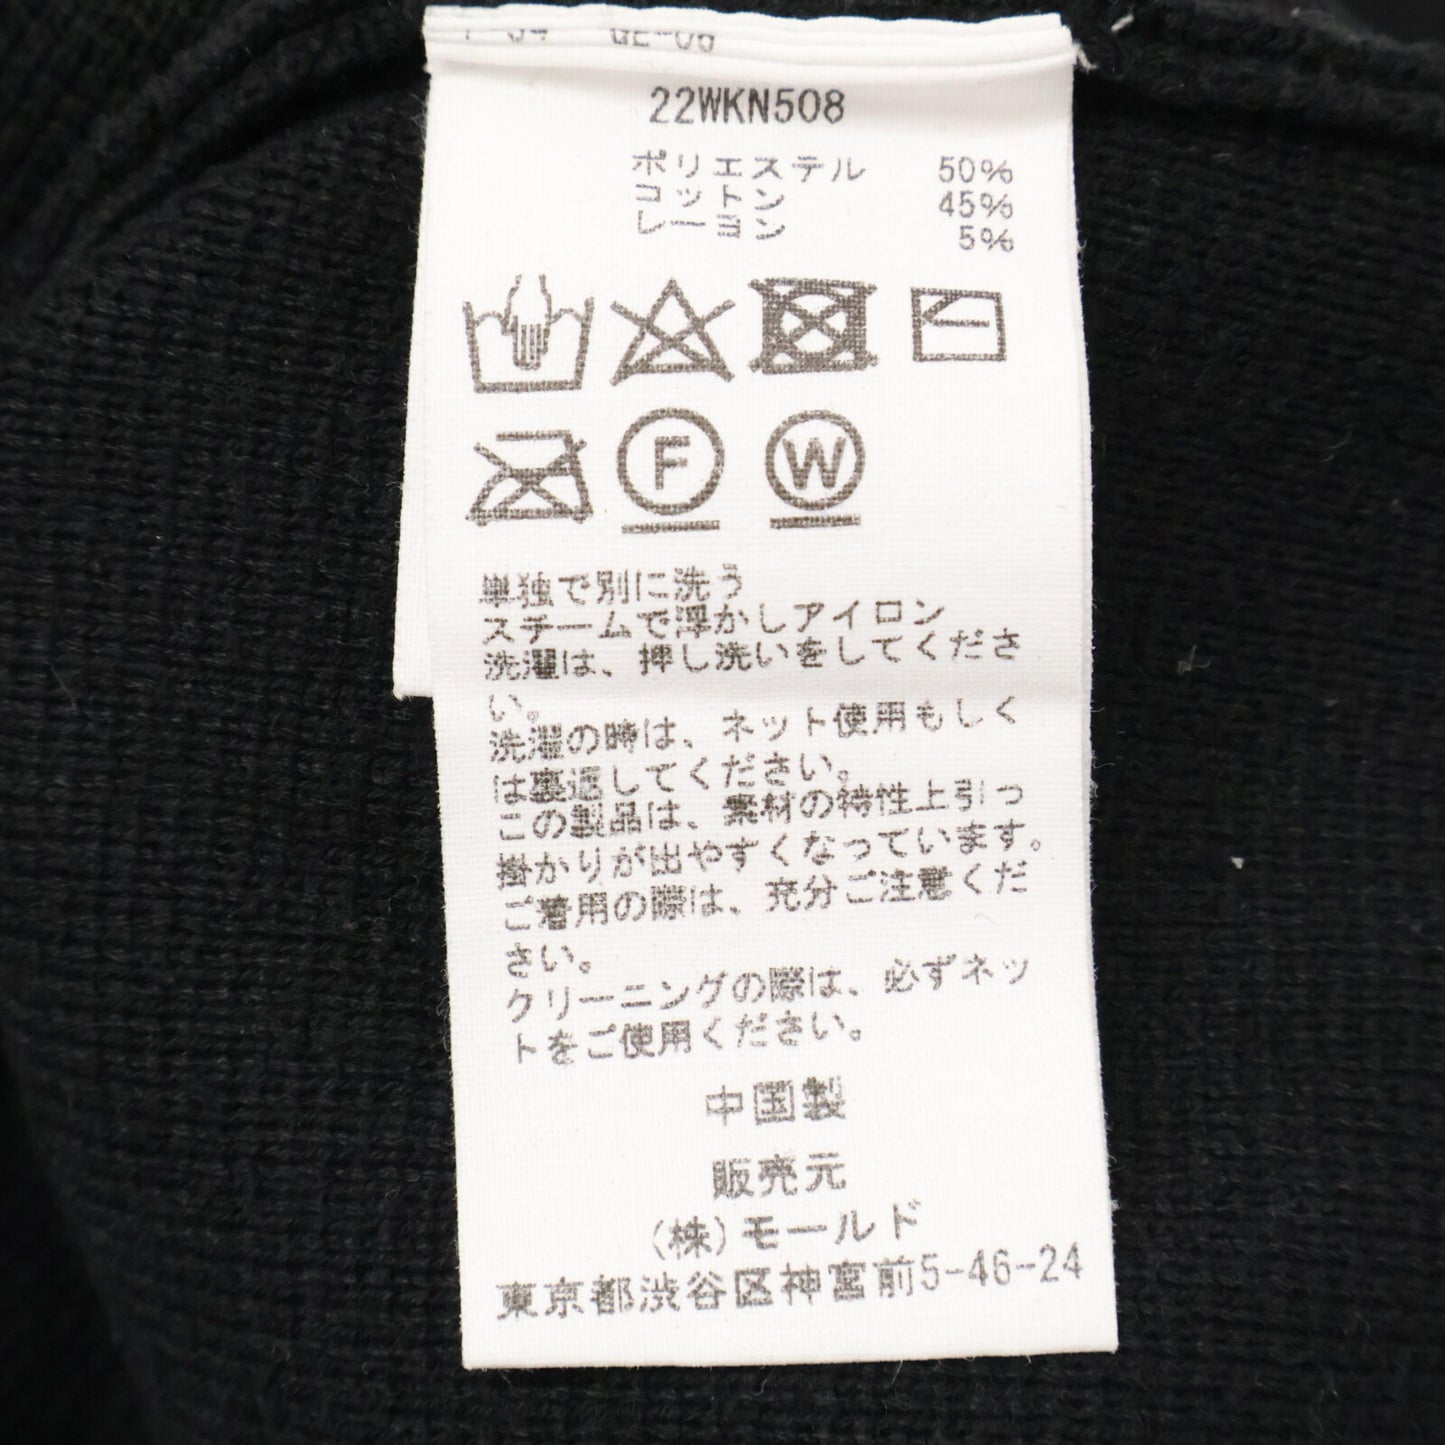 22WKN508
ポリエステル 50%
コットン 45%
レーヨン 5%
F W
単独で別に洗う
スチームで浮かしアイロン
洗濯は、押し洗いをしてくださ
い。
洗濯の時は、ネット使用もしく
は裏返してください。
この製品は、素材の特性上引っ
掛かりが出やすくなっています。
ご着用の際は、充分ご注意くだ
さい。
クリーニングの際は、必ずネッ
トをご使用ください。
中国製
販売元
(株)モールド
東京都渋谷区神宮前5-46-24